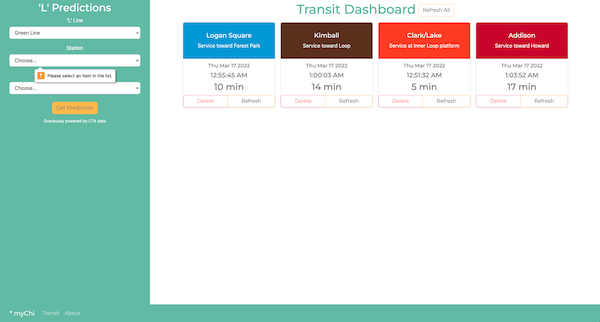 'L' Predictions
'L' Line
Green Line
Station
Choose...
! Please select an item in the list.
Choose...
Get Prediction
Graciously powered by CTA data
Transit Dashboard
Refresh All
Logan Square
Service toward Forest Park
Thu Mar 17 2022
12:55:45 AM
10 min
Delete
Refresh
Kimball
Service toward Loop
Thu Mar 17 2022
1:00:03 AM
14 min
Delete
Refresh
Clark/Lake
Service at Inner Loop platform
Thu Mar 17 2022
12:51:32 AM
5 min
Delete
Refresh
Addison
Service toward Howard
Thu Mar 17 2022
1:03:52 AM
17 min
Delete
Refresh
* myChi
Transit
About